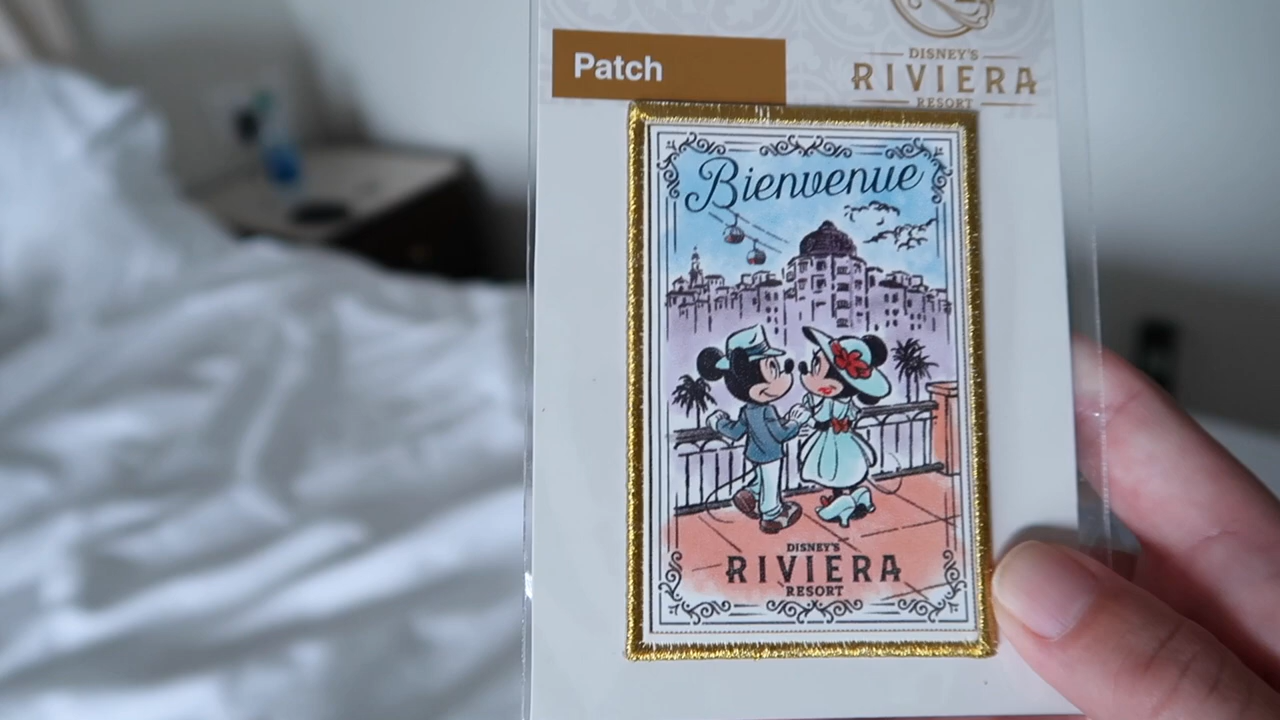 Patch
DISNEY'S
RIVIERA
RESORT
Bienvenue
DISNEY'S
RIVIERA
RESORT